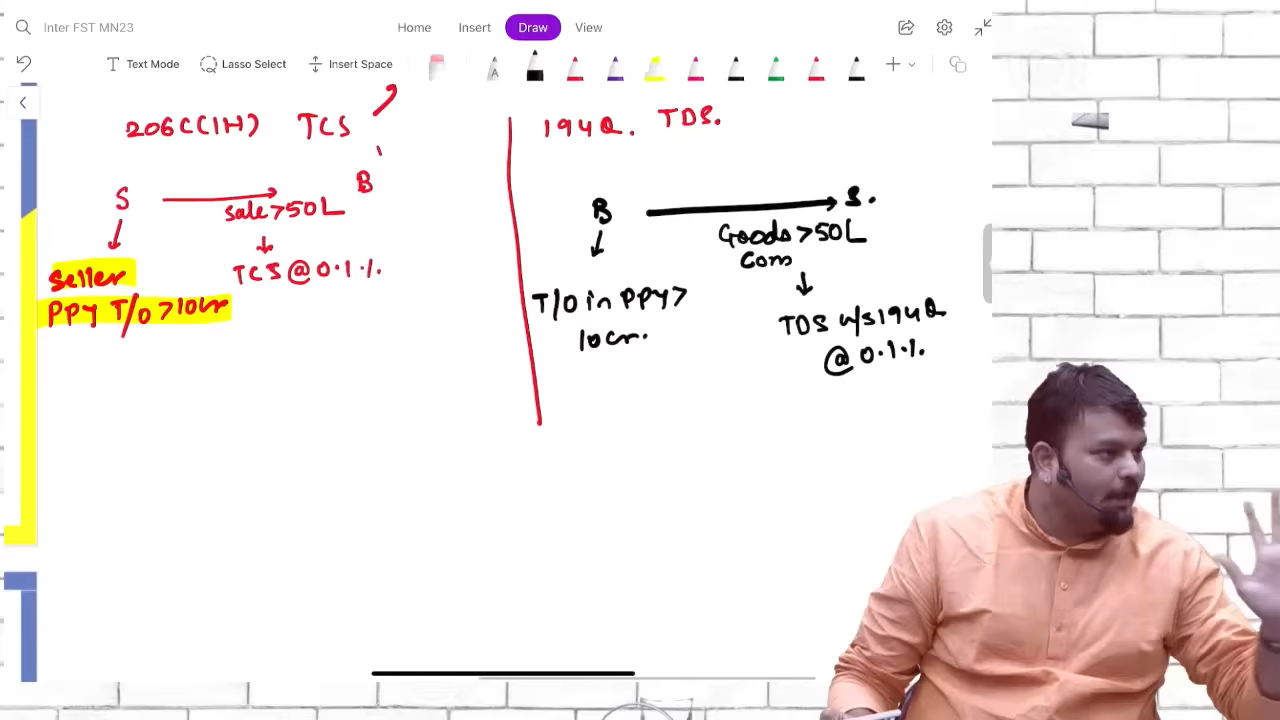 Inter FST MN23
Home Insert Draw View
Text Mode Lasso Select Insert Space
A
206C(1H) TCS
S
B
Sale>50L
TCS @ 0.1.%
Seller
PPY T/O >10Cr
194Q. TDS.
B
S.
Goods >50L
Com
T/O in PPY>
10cr.
TDS u/s 194Q
@ 0.1.%